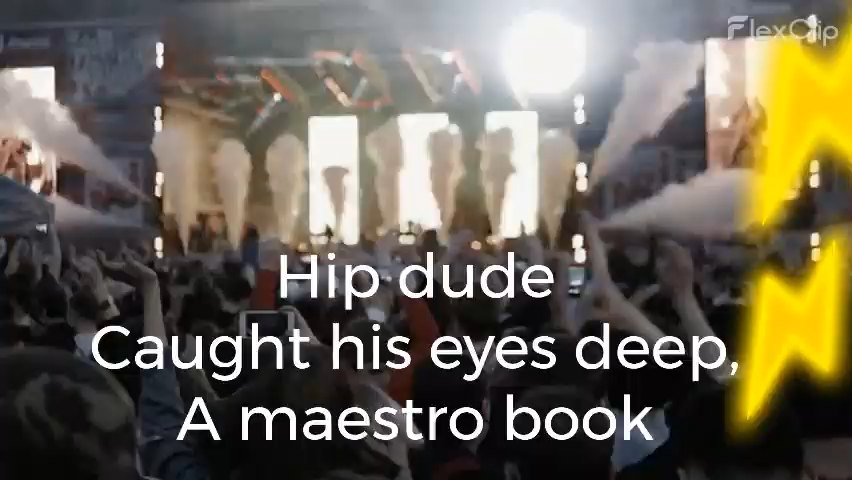 FlexClip
Hip dude
Caught his eyes deep,
A maestro book